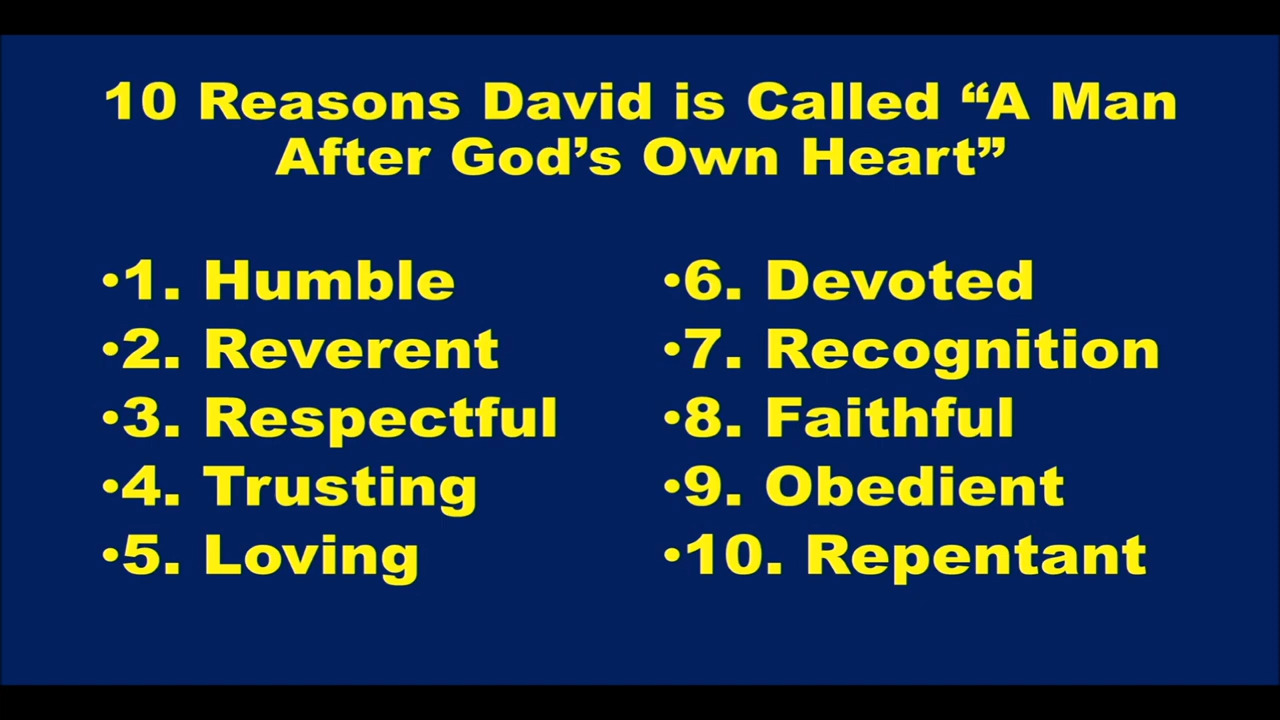 10 Reasons David is Called “A Man
After God’s Own Heart”
•1. Humble
•2. Reverent
•3. Respectful
•4. Trusting
•5. Loving
•6. Devoted
•7. Recognition
•8. Faithful
•9. Obedient
•10. Repentant